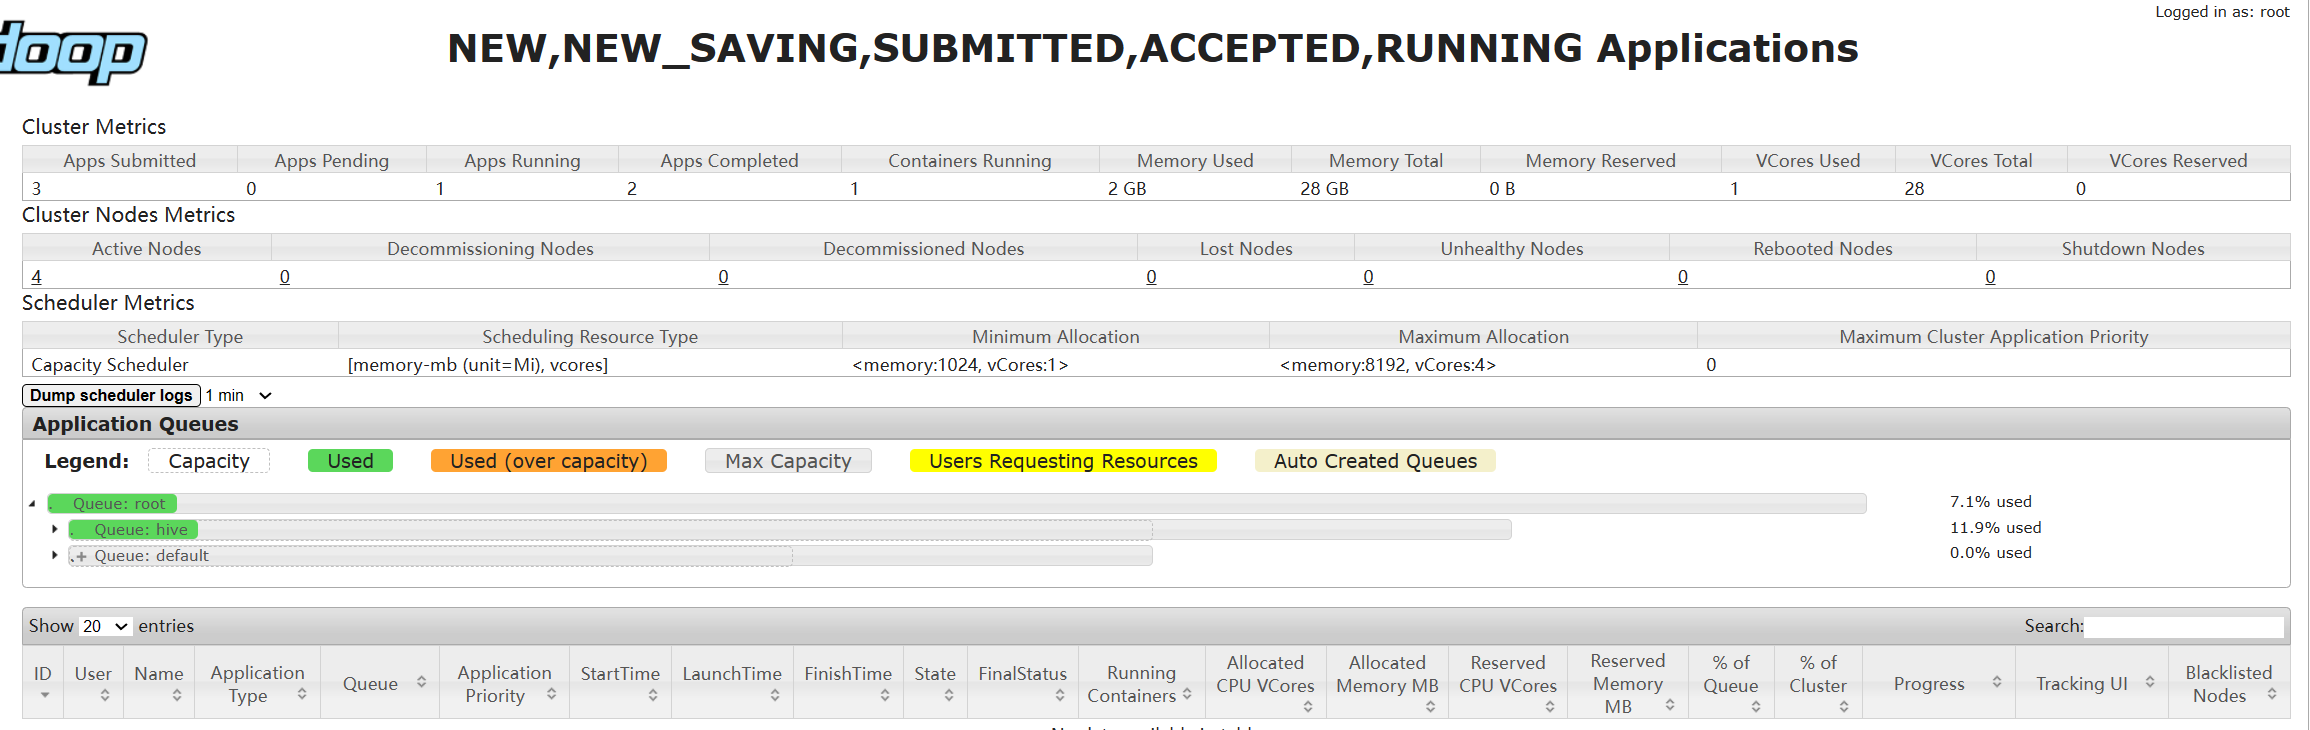 Logged in as: root
doop
NEW,NEW_SAVING,SUBMITTED,ACCEPTED,RUNNING Applications
Cluster Metrics
Apps Submitted Apps Pending Apps Running Apps Completed Containers Running Memory Used Memory Total Memory Reserved VCores Used VCores Total VCores Reserved
3 0 1 2 1 2 GB 28 GB 0 B 1 28 0
Cluster Nodes Metrics
Active Nodes Decommissioning Nodes Decommissioned Nodes Lost Nodes Unhealthy Nodes Rebooted Nodes Shutdown Nodes
4 0 0 0 0 0 0
Scheduler Metrics
Scheduler Type Scheduling Resource Type Minimum Allocation Maximum Allocation Maximum Cluster Application Priority
Capacity Scheduler [memory-mb (unit=Mi), vcores] <memory:1024, vCores:1> <memory:8192, vCores:4> 0
Dump scheduler logs 1 min
Application Queues
Legend: Capacity Used Used (over capacity) Max Capacity Users Requesting Resources Auto Created Queues
Queue: root 7.1% used
Queue: hive 11.9% used
+ Queue: default 0.0% used
Show 20 entries Search:
ID User Name Application Type Queue Application Priority StartTime LaunchTime FinishTime State FinalStatus Running Containers Allocated CPU VCores Allocated Memory MB Reserved CPU VCores Reserved Memory MB % of Queue % of Cluster Progress Tracking UI Blacklisted Nodes